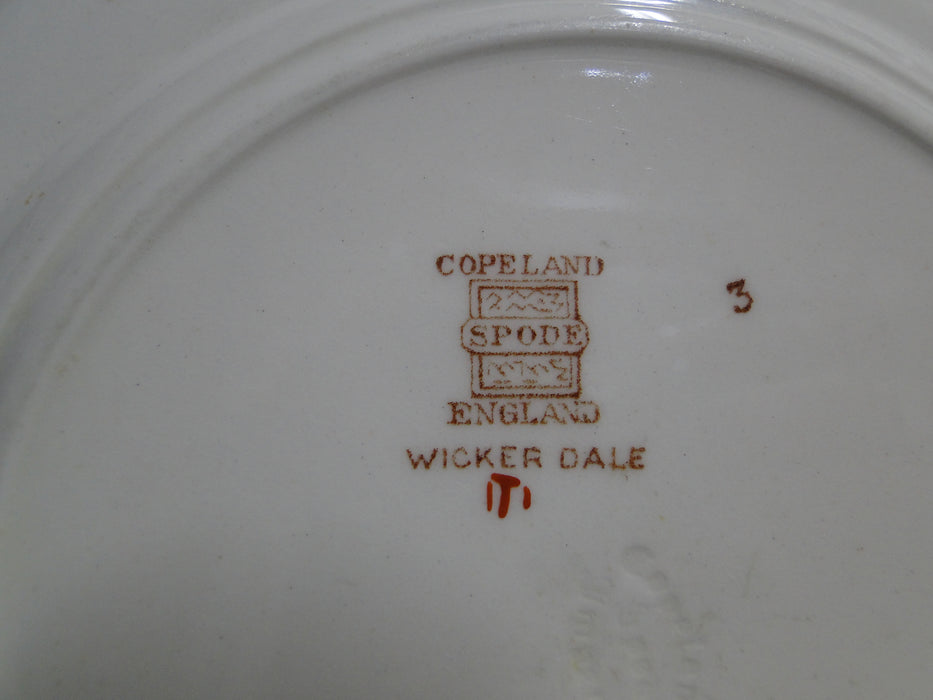 COPELAND
SPODE
ENGLAND
WICKER DALE
3